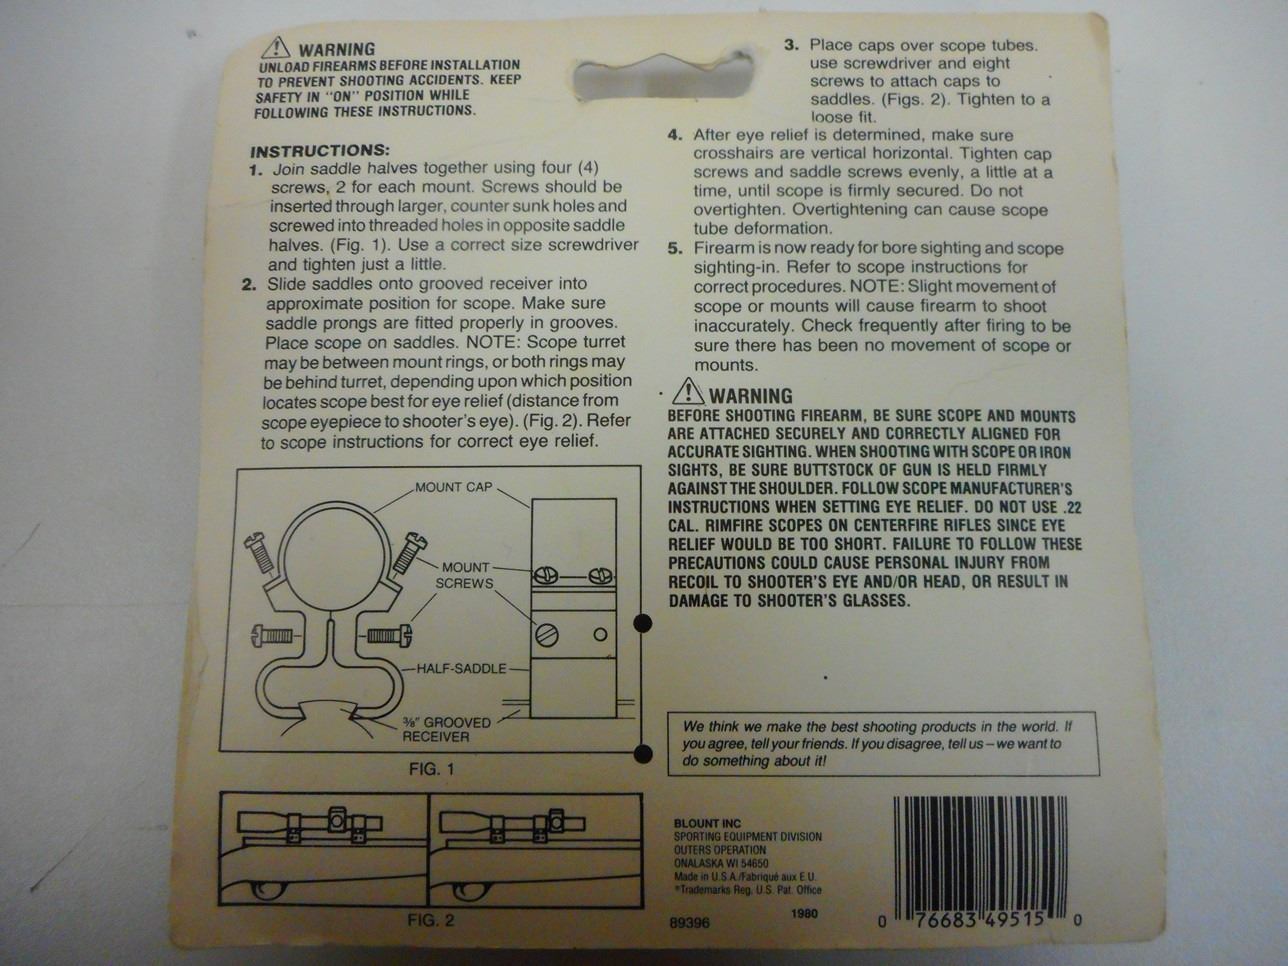 ⚠ WARNING
UNLOAD FIREARMS BEFORE INSTALLATION
TO PREVENT SHOOTING ACCIDENTS. KEEP
SAFETY IN "ON" POSITION WHILE
FOLLOWING THESE INSTRUCTIONS.
INSTRUCTIONS:
1. Join saddle halves together using four (4)
screws, 2 for each mount. Screws should be
inserted through larger, counter sunk holes and
screwed into threaded holes in opposite saddle
halves. (Fig. 1). Use a correct size screwdriver
and tighten just a little.
2. Slide saddles onto grooved receiver into
approximate position for scope. Make sure
saddle prongs are fitted properly in grooves.
Place scope on saddles. NOTE: Scope turret
may be between mount rings, or both rings may
be behind turret, depending upon which position
locates scope best for eye relief (distance from
scope eyepiece to shooter's eye). (Fig. 2). Refer
to scope instructions for correct eye relief.
MOUNT CAP
MOUNT
SCREWS
HALF-SADDLE
⅜" GROOVED
RECEIVER
FIG. 1
FIG. 2
3. Place caps over scope tubes.
use screwdriver and eight
screws to attach caps to
saddles. (Figs. 2). Tighten to a
loose fit.
4. After eye relief is determined, make sure
crosshairs are vertical horizontal. Tighten cap
screws and saddle screws evenly, a little at a
time, until scope is firmly secured. Do not
overtighten. Overtightening can cause scope
tube deformation.
5. Firearm is now ready for bore sighting and scope
sighting-in. Refer to scope instructions for
correct procedures. NOTE: Slight movement of
scope or mounts will cause firearm to shoot
inaccurately. Check frequently after firing to be
sure there has been no movement of scope or
mounts.
⚠ WARNING
BEFORE SHOOTING FIREARM, BE SURE SCOPE AND MOUNTS
ARE ATTACHED SECURELY AND CORRECTLY ALIGNED FOR
ACCURATE SIGHTING. WHEN SHOOTING WITH SCOPE OR IRON
SIGHTS, BE SURE BUTTSTOCK OF GUN IS HELD FIRMLY
AGAINST THE SHOULDER. FOLLOW SCOPE MANUFACTURER'S
INSTRUCTIONS WHEN SETTING EYE RELIEF. DO NOT USE .22
CAL. RIMFIRE SCOPES ON CENTERFIRE RIFLES SINCE EYE
RELIEF WOULD BE TOO SHORT. FAILURE TO FOLLOW THESE
PRECAUTIONS COULD CAUSE PERSONAL INJURY FROM
RECOIL TO SHOOTER'S EYE AND/OR HEAD, OR RESULT IN
DAMAGE TO SHOOTER'S GLASSES.
We think we make the best shooting products in the world. If
you agree, tell your friends. If you disagree, tell us – we want to
do something about it!
BLOUNT INC
SPORTING EQUIPMENT DIVISION
OUTERS OPERATION
ONALASKA WI 54650
Made in U.S.A./Fabriqué aux E.U.
®Trademarks Reg. U.S. Pat. Office
1980
89396
0 76683 49515 0